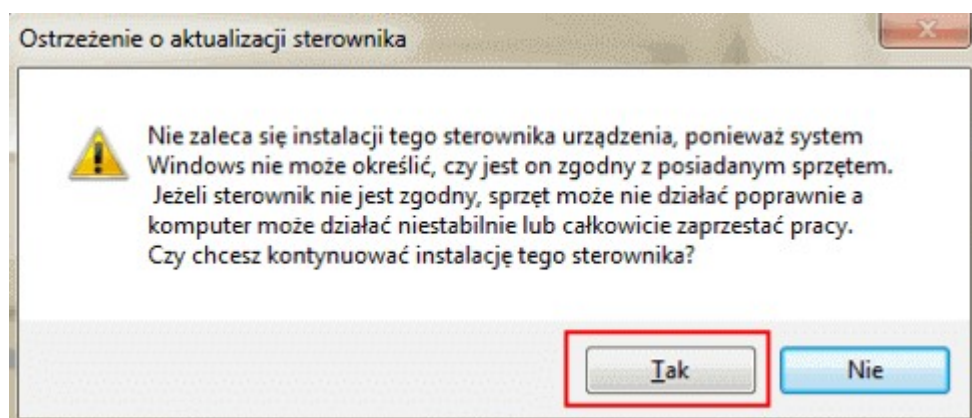 Ostrzeżenie o aktualizacji sterownika
Nie zaleca się instalacji tego sterownika urządzenia, ponieważ system
Windows nie może określić, czy jest on zgodny z posiadanym sprzętem.
Jeżeli sterownik nie jest zgodny, sprzęt może nie działać poprawnie a
komputer może działać niestabilnie lub całkowicie zaprzestać pracy.
Czy chcesz kontynuować instalację tego sterownika?
Tak Nie